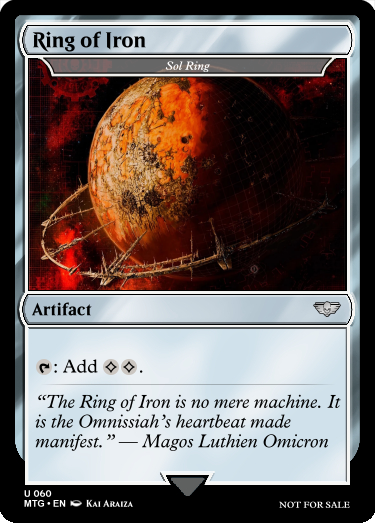 Ring of Iron
Sol Ring
Artifact
: Add .
“The Ring of Iron is no mere machine. It
is the Omnissiah’s heartbeat made
manifest.” — Magos Luthien Omicron
U 060
MTG • EN Kai Araiza
NOT FOR SALE